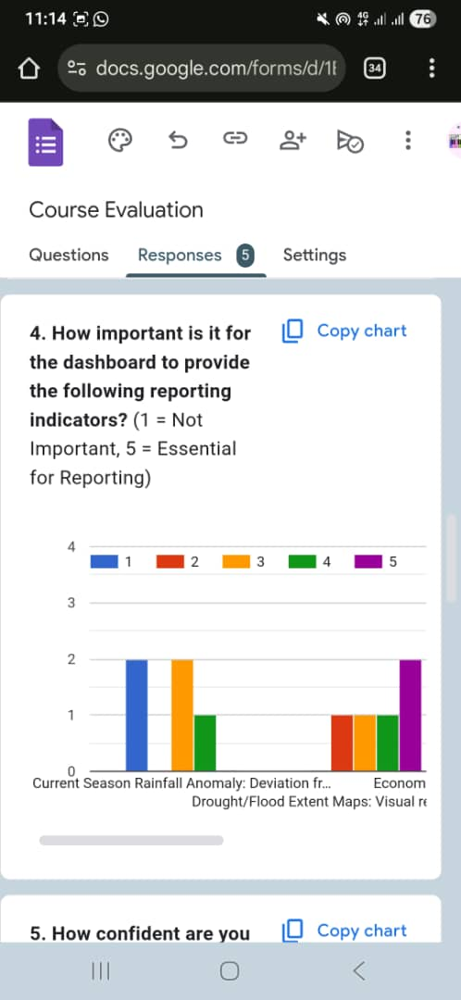 11:14
4G
76
docs.google.com/forms/d/1
34
Course Evaluation
Questions
Responses 5
Settings
4. How important is it for
the dashboard to provide
the following reporting
indicators? (1 = Not
Important, 5 = Essential
for Reporting)
Copy chart
4
1 2 3 4 5
3
2
1
0
Current Season Rainfall Anomaly: Deviation fr...
Econom
Drought/Flood Extent Maps: Visual re
5. How confident are you
Copy chart